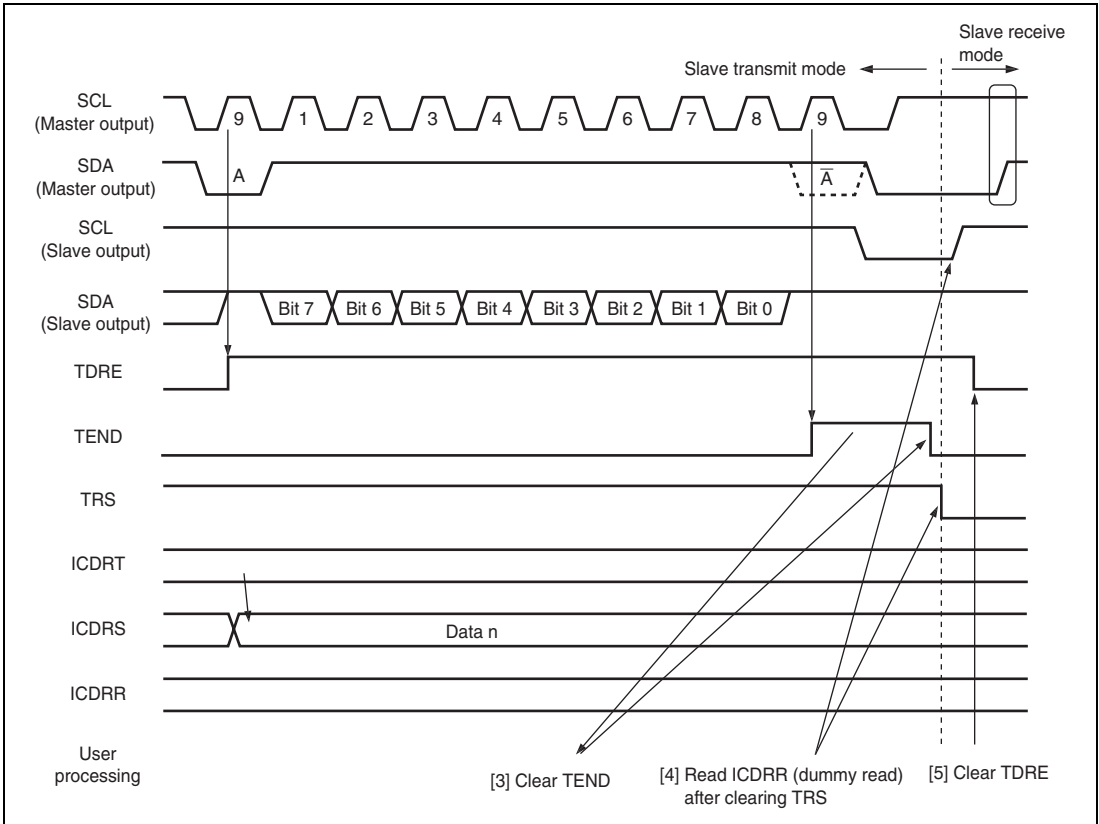 Slave receive
mode
Slave transmit mode
SCL
(Master output)
9 1 2 3 4 5 6 7 8 9
SDA
(Master output)
A A̅
SCL
(Slave output)
SDA
(Slave output)
Bit 7 Bit 6 Bit 5 Bit 4 Bit 3 Bit 2 Bit 1 Bit 0
TDRE
TEND
TRS
ICDRT
ICDRS
Data n
ICDRR
User
processing
[3] Clear TEND
[4] Read ICDRR (dummy read)
after clearing TRS
[5] Clear TDRE